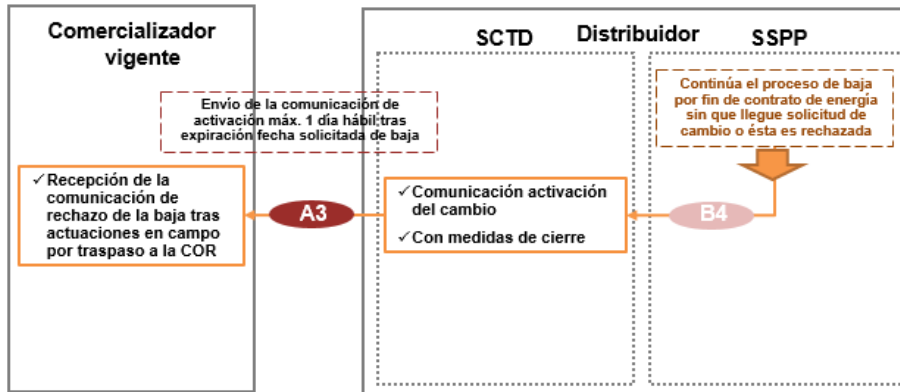 Comercializador
vigente
Distribuidor
SCTD
SSPP
Envío de la comunicación de
activación máx. 1 día hábil tras
expiración fecha solicitada de baja
Continúa el proceso de baja
por fin de contrato de energía
sin que llegue solicitud de
cambio o ésta es rechazada
✓Recepción de la
comunicación de
rechazo de la baja tras
actuaciones en campo
por traspaso a la COR
A3
✓Comunicación activación
del cambio
✓Con medidas de cierre
B4